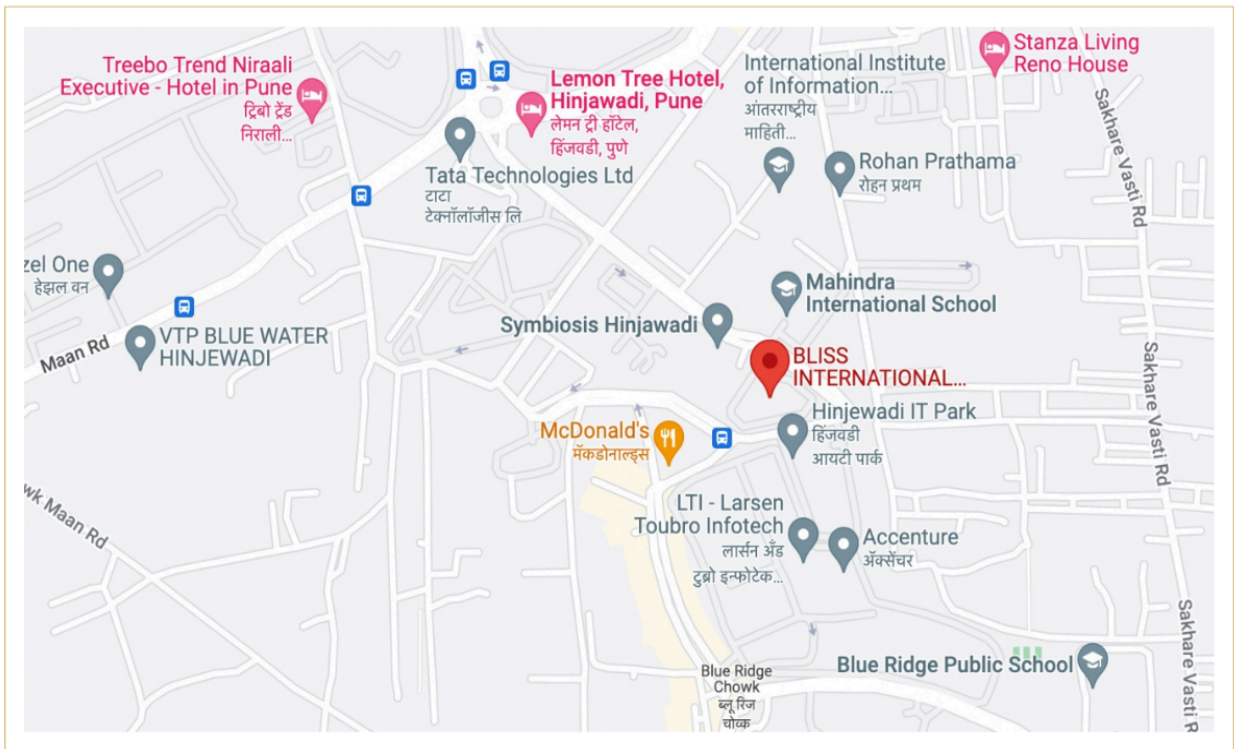 Treebo Trend Niraali
Executive - Hotel in Pune
ट्रिबो ट्रेंड
निराली...
Lemon Tree Hotel,
Hinjawadi, Pune
लेमन ट्री हॉटेल,
हिंजवडी, पुणे
International Institute
of Information...
आंतरराष्ट्रीय
माहिती...
Stanza Living
Reno House
Sakhare Vasti Rd
Tata Technologies Ltd
टाटा
टेक्नॉलॉजीस लि
Rohan Prathama
रोहन प्रथम
zel One
हेझल वन
Maan Rd
VTP BLUE WATER
HINJEWADI
Symbiosis Hinjawadi
Mahindra
International School
BLISS
INTERNATIONAL...
Sakhare Vasti Rd
McDonald's
मॅकडोनाल्ड्स
Hinjewadi IT Park
हिंजवडी
आयटी पार्क
wk Maan Rd
LTI - Larsen
Toubro Infotech
लार्सन अँड
टुब्रो इन्फोटेक...
Accenture
ॲक्सेंचर
Blue Ridge Public School
Sakhare Vasti Rd
Blue Ridge
Chowk
ब्लू रिज
चोव्क